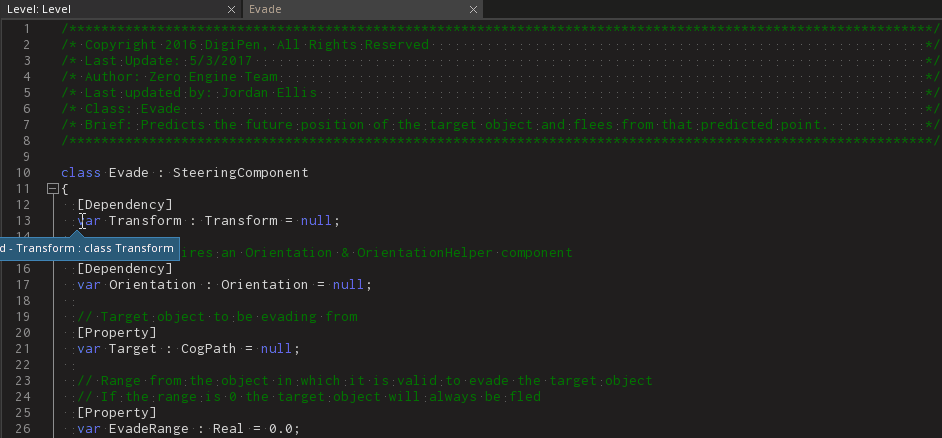 Level: Level
Evade
1 /****************************************************************************************************************/
2 /* Copyright 2016 DigiPen, All Rights Reserved */
3 /* Last Update: 5/3/2017 */
4 /* Author: Zero Engine Team */
5 /* Last updated by: Jordan Ellis */
6 /* Class: Evade */
7 /* Brief: Predicts the future position of the target object and flees from that predicted point. */
8 /****************************************************************************************************************/
9
10 class Evade : SteeringComponent
11 {
12 [Dependency]
13 var Transform : Transform = null;
14
d - Transform : class Transform
ires an Orientation & OrientationHelper component
16 [Dependency]
17 var Orientation : Orientation = null;
18
19 // Target object to be evading from
20 [Property]
21 var Target : CogPath = null;
22
23 // Range from the object in which it is valid to evade the target object
24 // If the range is 0 the target object will always be fled
25 [Property]
26 var EvadeRange : Real = 0.0;